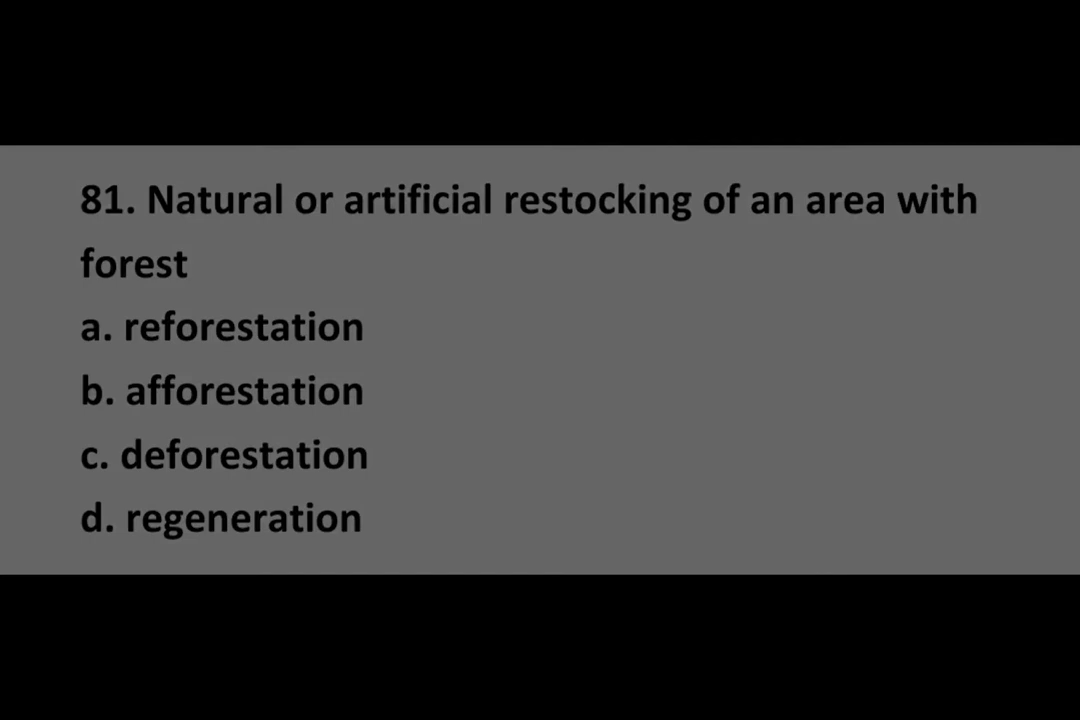 81. Natural or artificial restocking of an area with
forest
a. reforestation
b. afforestation
c. deforestation
d. regeneration